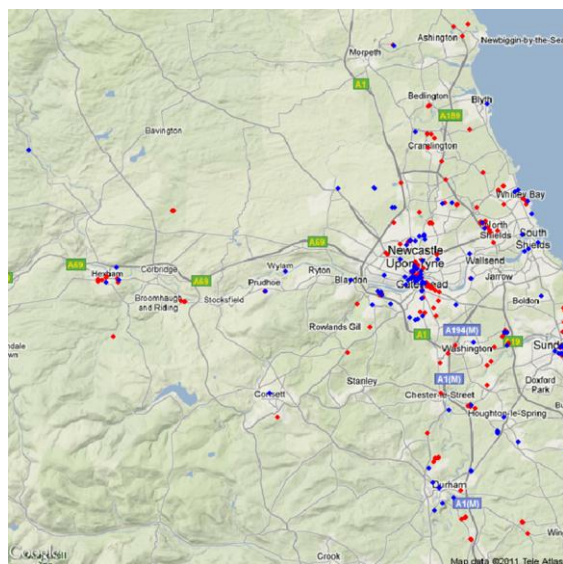 Ashington
Newbiggin-by-the-Sea
Morpeth
A1
Bedlington
Blyth
A189
Bavington
Cramlington
Whitley Bay
North
Shields
South
Shields
Newcastle
Upon Tyne
A69
Wallsend
A69
Hexham
Corbridge
A68
Wylam
Ryton
Prudhoe
Blaydon
Gateshead
Jarrow
Broomhaugh
and Riding
Stocksfield
Boldon
Rowlands Gil
A1
A194(M)
Washington
A19
Sund
A1(M)
Doxford
Park
Stanley
Consett
Chester-le-Street
Houghton-le-Spring
Durham
A1(M)
Crook
Map data ©2011 Tele Atlas